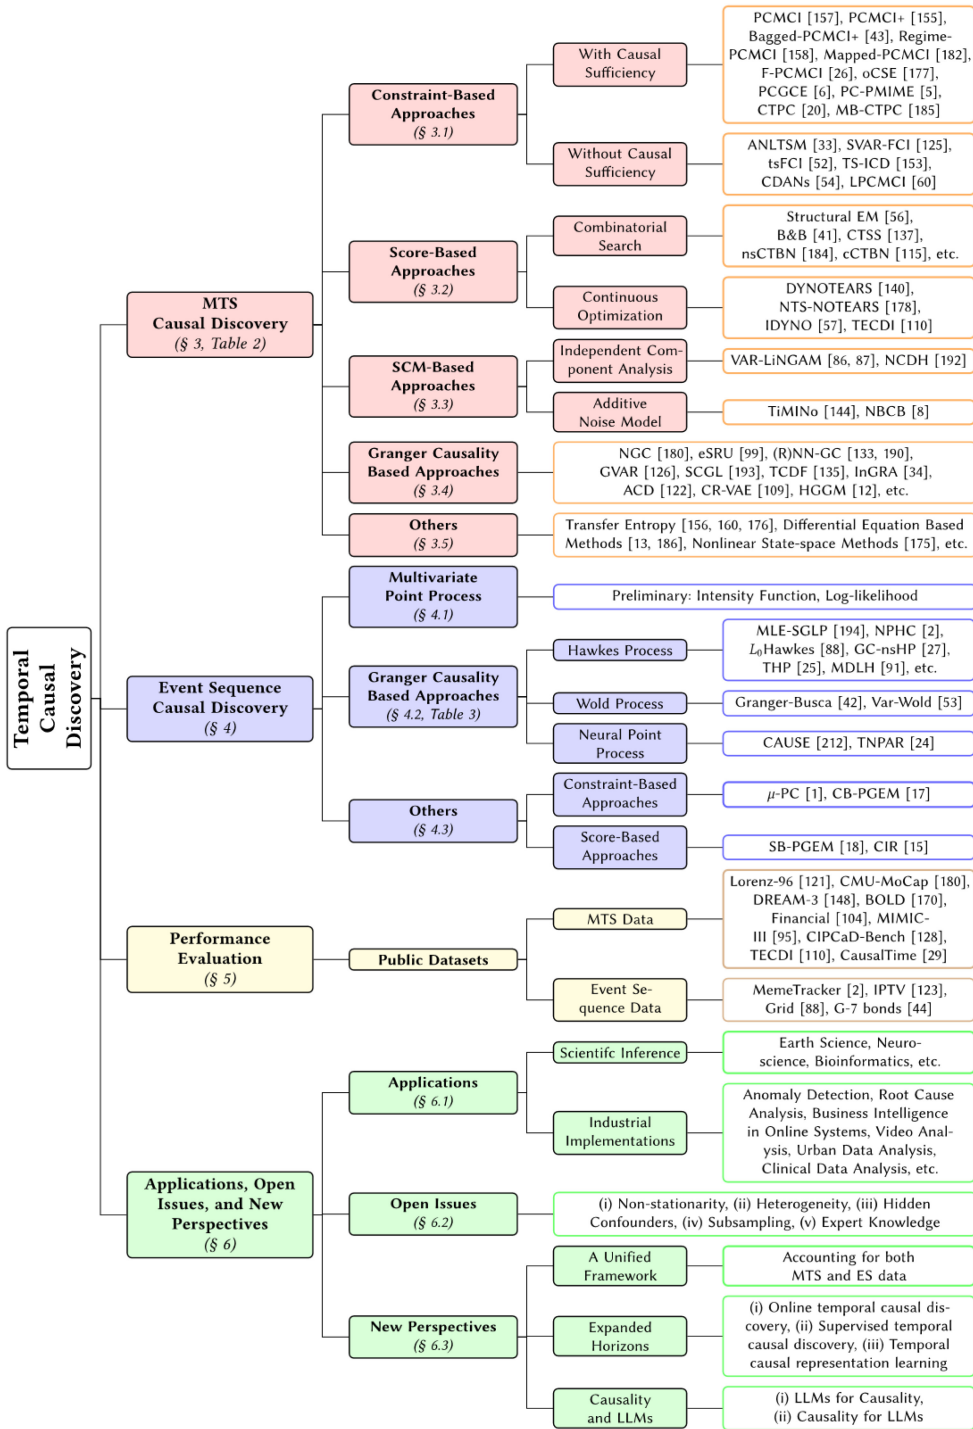 Temporal
Causal
Discovery
MTS
Causal Discovery
(§ 3, Table 2)
Constraint-Based
Approaches
(§ 3.1)
With Causal
Sufficiency
PCMCI [157], PCMCI+ [155],
Bagged-PCMCI+ [43], Regime-
PCMCI [158], Mapped-PCMCI [182],
F-PCMCI [26], oCSE [177],
PCGCE [6], PC-PMIME [5],
CTPC [20], MB-CTPC [185]
Without Causal
Sufficiency
ANLTSM [33], SVAR-FCI [125],
tsFCI [52], TS-ICD [153],
CDANs [54], LPCMCI [60]
Score-Based
Approaches
(§ 3.2)
Combinatorial
Search
Structural EM [56],
B&B [41], CTSS [137],
nsCTBN [184], cCTBN [115], etc.
Continuous
Optimization
DYNOTEARS [140],
NTS-NOTEARS [178],
IDYNO [57], TECDI [110]
SCM-Based
Approaches
(§ 3.3)
Independent Com-
ponent Analysis
VAR-LiNGAM [86, 87], NCDH [192]
Additive
Noise Model
TiMINo [144], NBCB [8]
Granger Causality
Based Approaches
(§ 3.4)
NGC [180], eSRU [99], (R)NN-GC [133, 190],
GVAR [126], SCGL [193], TCDF [135], InGRA [34],
ACD [122], CR-VAE [109], HGGM [12], etc.
Others
(§ 3.5)
Transfer Entropy [156, 160, 176], Differential Equation Based
Methods [13, 186], Nonlinear State-space Methods [175], etc.
Event Sequence
Causal Discovery
(§ 4)
Multivariate
Point Process
(§ 4.1)
Preliminary: Intensity Function, Log-likelihood
Granger Causality
Based Approaches
(§ 4.2, Table 3)
Hawkes Process
MLE-SGLP [194], NPHC [2],
L₀Hawkes [88], GC-nsHP [27],
THP [25], MDLH [91], etc.
Wold Process
Granger-Busca [42], Var-Wold [53]
Neural Point
Process
CAUSE [212], TNPAR [24]
Others
(§ 4.3)
Constraint-Based
Approaches
μ-PC [1], CB-PGEM [17]
Score-Based
Approaches
SB-PGEM [18], CIR [15]
Performance
Evaluation
(§ 5)
Public Datasets
MTS Data
Lorenz-96 [121], CMU-MoCap [180],
DREAM-3 [148], BOLD [170],
Financial [104], MIMIC-
III [95], CIPCaD-Bench [128],
TECDI [110], CausalTime [29]
Event Se-
quence Data
MemeTracker [2], IPTV [123],
Grid [88], G-7 bonds [44]
Applications, Open
Issues, and New
Perspectives
(§ 6)
Applications
(§ 6.1)
Scientifc Inference
Earth Science, Neuro-
science, Bioinformatics, etc.
Industrial
Implementations
Anomaly Detection, Root Cause
Analysis, Business Intelligence
in Online Systems, Video Anal-
ysis, Urban Data Analysis,
Clinical Data Analysis, etc.
Open Issues
(§ 6.2)
(i) Non-stationarity, (ii) Heterogeneity, (iii) Hidden
Confounders, (iv) Subsampling, (v) Expert Knowledge
New Perspectives
(§ 6.3)
A Unified
Framework
Accounting for both
MTS and ES data
Expanded
Horizons
(i) Online temporal causal dis-
covery, (ii) Supervised temporal
causal discovery, (iii) Temporal
causal representation learning
Causality
and LLMs
(i) LLMs for Causality,
(ii) Causality for LLMs